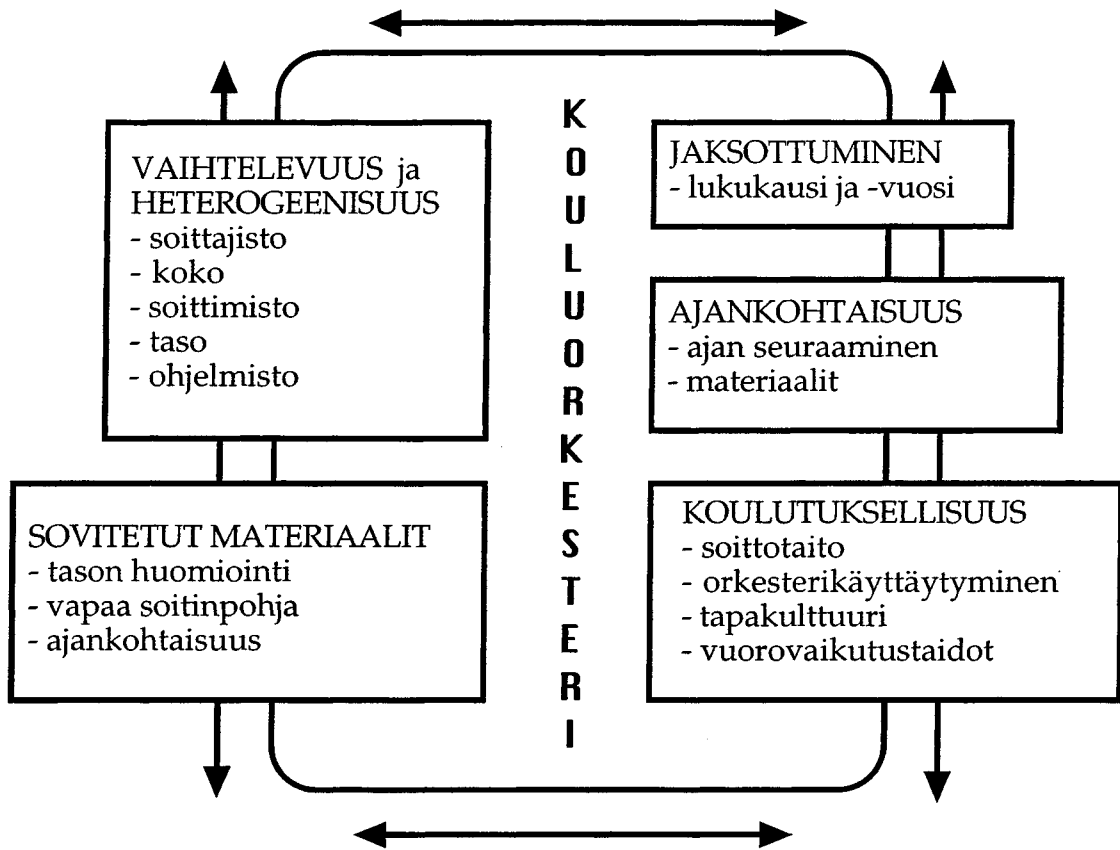 VAIHTELEVUUS ja
HETEROGEENISUUS
- soittajisto
- koko
- soittimisto
- taso
- ohjelmisto
SOVITETUT MATERIAALIT
- tason huomiointi
- vapaa soitinpohja
- ajankohtaisuus
KOULUORKESTERI
JAKSOTTUMINEN
- lukukausi ja -vuosi
AJANKOHTAISUUS
- ajan seuraaminen
- materiaalit
KOULUTUKSELLISUUS
- soittotaito
- orkesterikäyttäytyminen
- tapakulttuuri
- vuorovaikutustaidot